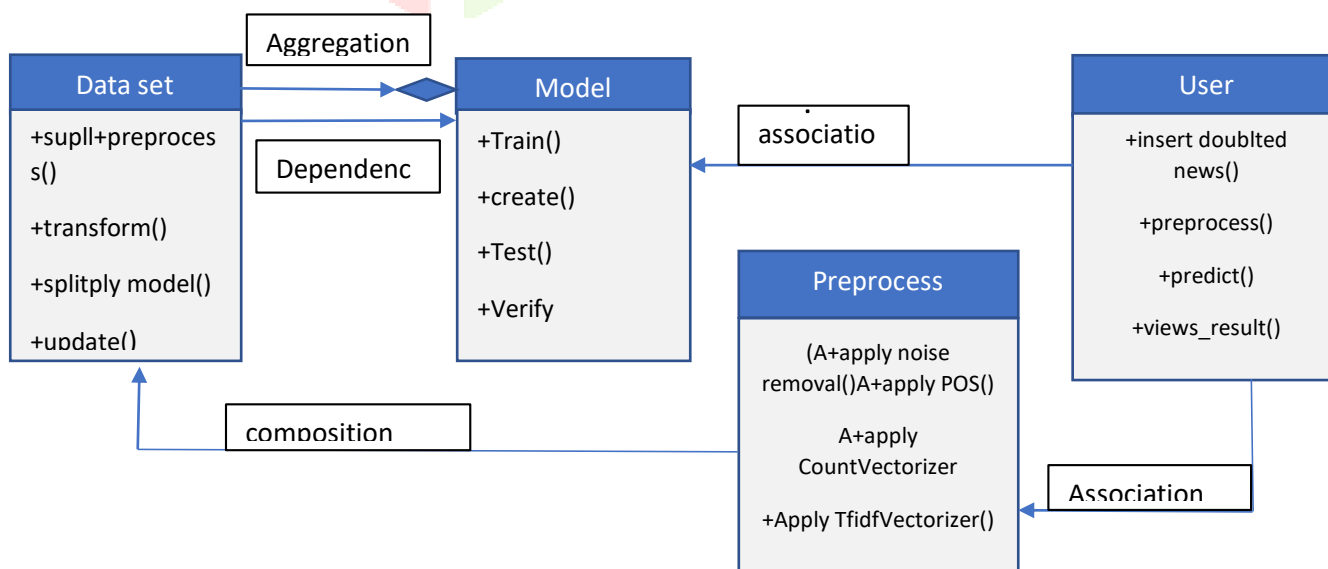 Aggregation
Data set
+supll+preproces
s()
+transform()
+splitply model()
+update()
Dependenc
Model
+Train()
+create()
+Test()
+Verify
associatio
User
+insert doublted
news()
+preprocess()
+predict()
+views_result()
Preprocess
(A+apply noise
removal()A+apply POS()
A+apply
CountVectorizer
+Apply TfidfVectorizer()
composition
Association